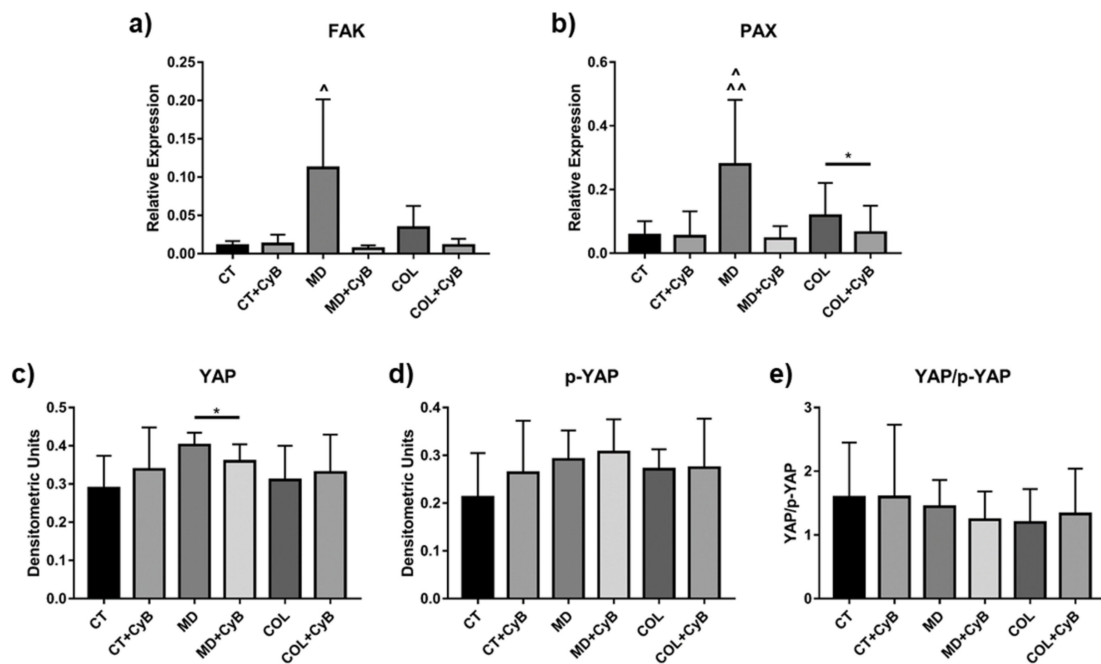 a)
FAK
Relative Expression
0.25
0.20
0.15
0.10
0.05
0.00
^
CT
CT+CyB
MD
MD+CyB
COL
COL+CyB
b)
PAX
Relative Expression
0.6
0.4
0.2
0.0
^
^^
*
CT
CT+CyB
MD
MD+CyB
COL
COL+CyB
c)
YAP
Densitometric Units
0.5
0.4
0.3
0.2
0.1
0.0
*
CT
CT+CyB
MD
MD+CyB
COL
COL+CyB
d)
p-YAP
Densitometric Units
0.4
0.3
0.2
0.1
0.0
CT
CT+CyB
MD
MD+CyB
COL
COL+CyB
e)
YAP/p-YAP
YAP/p-YAP
3
2
1
0
CT
CT+CyB
MD
MD+CyB
COL
COL+CyB